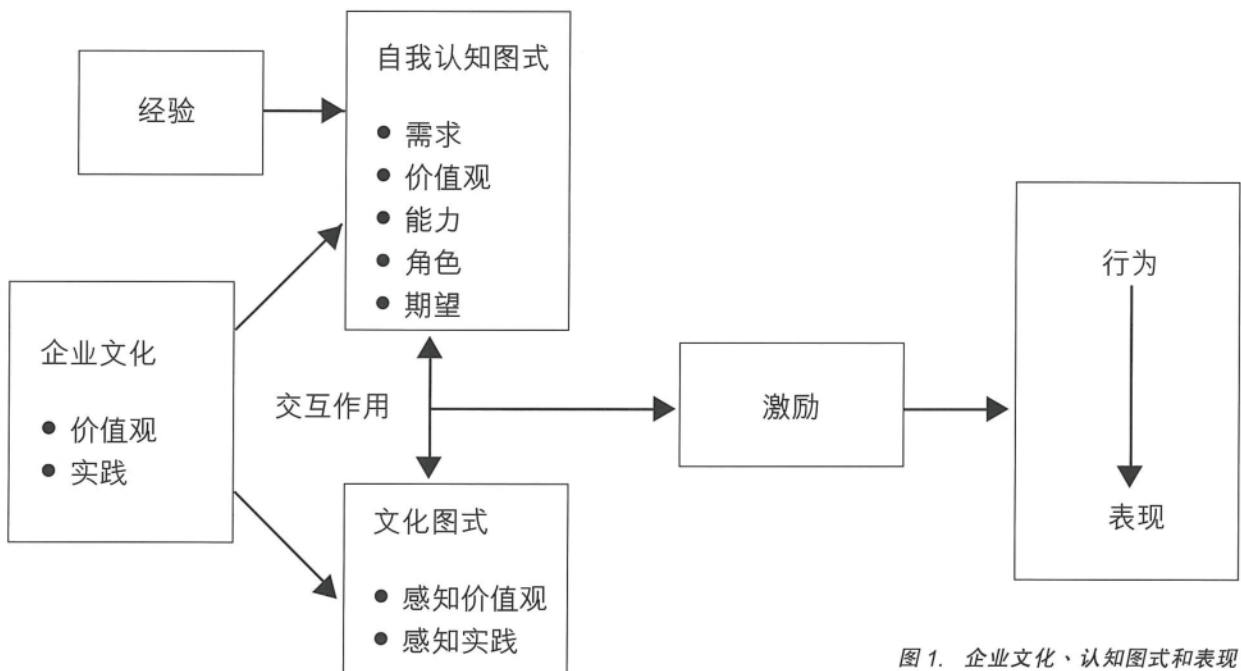 经验
自我认知图式
● 需求
● 价值观
● 能力
● 角色
● 期望
企业文化
● 价值观
● 实践
交互作用
文化图式
● 感知价值观
● 感知实践
激励
行为
表现
图 1. 企业文化、认知图式和表现